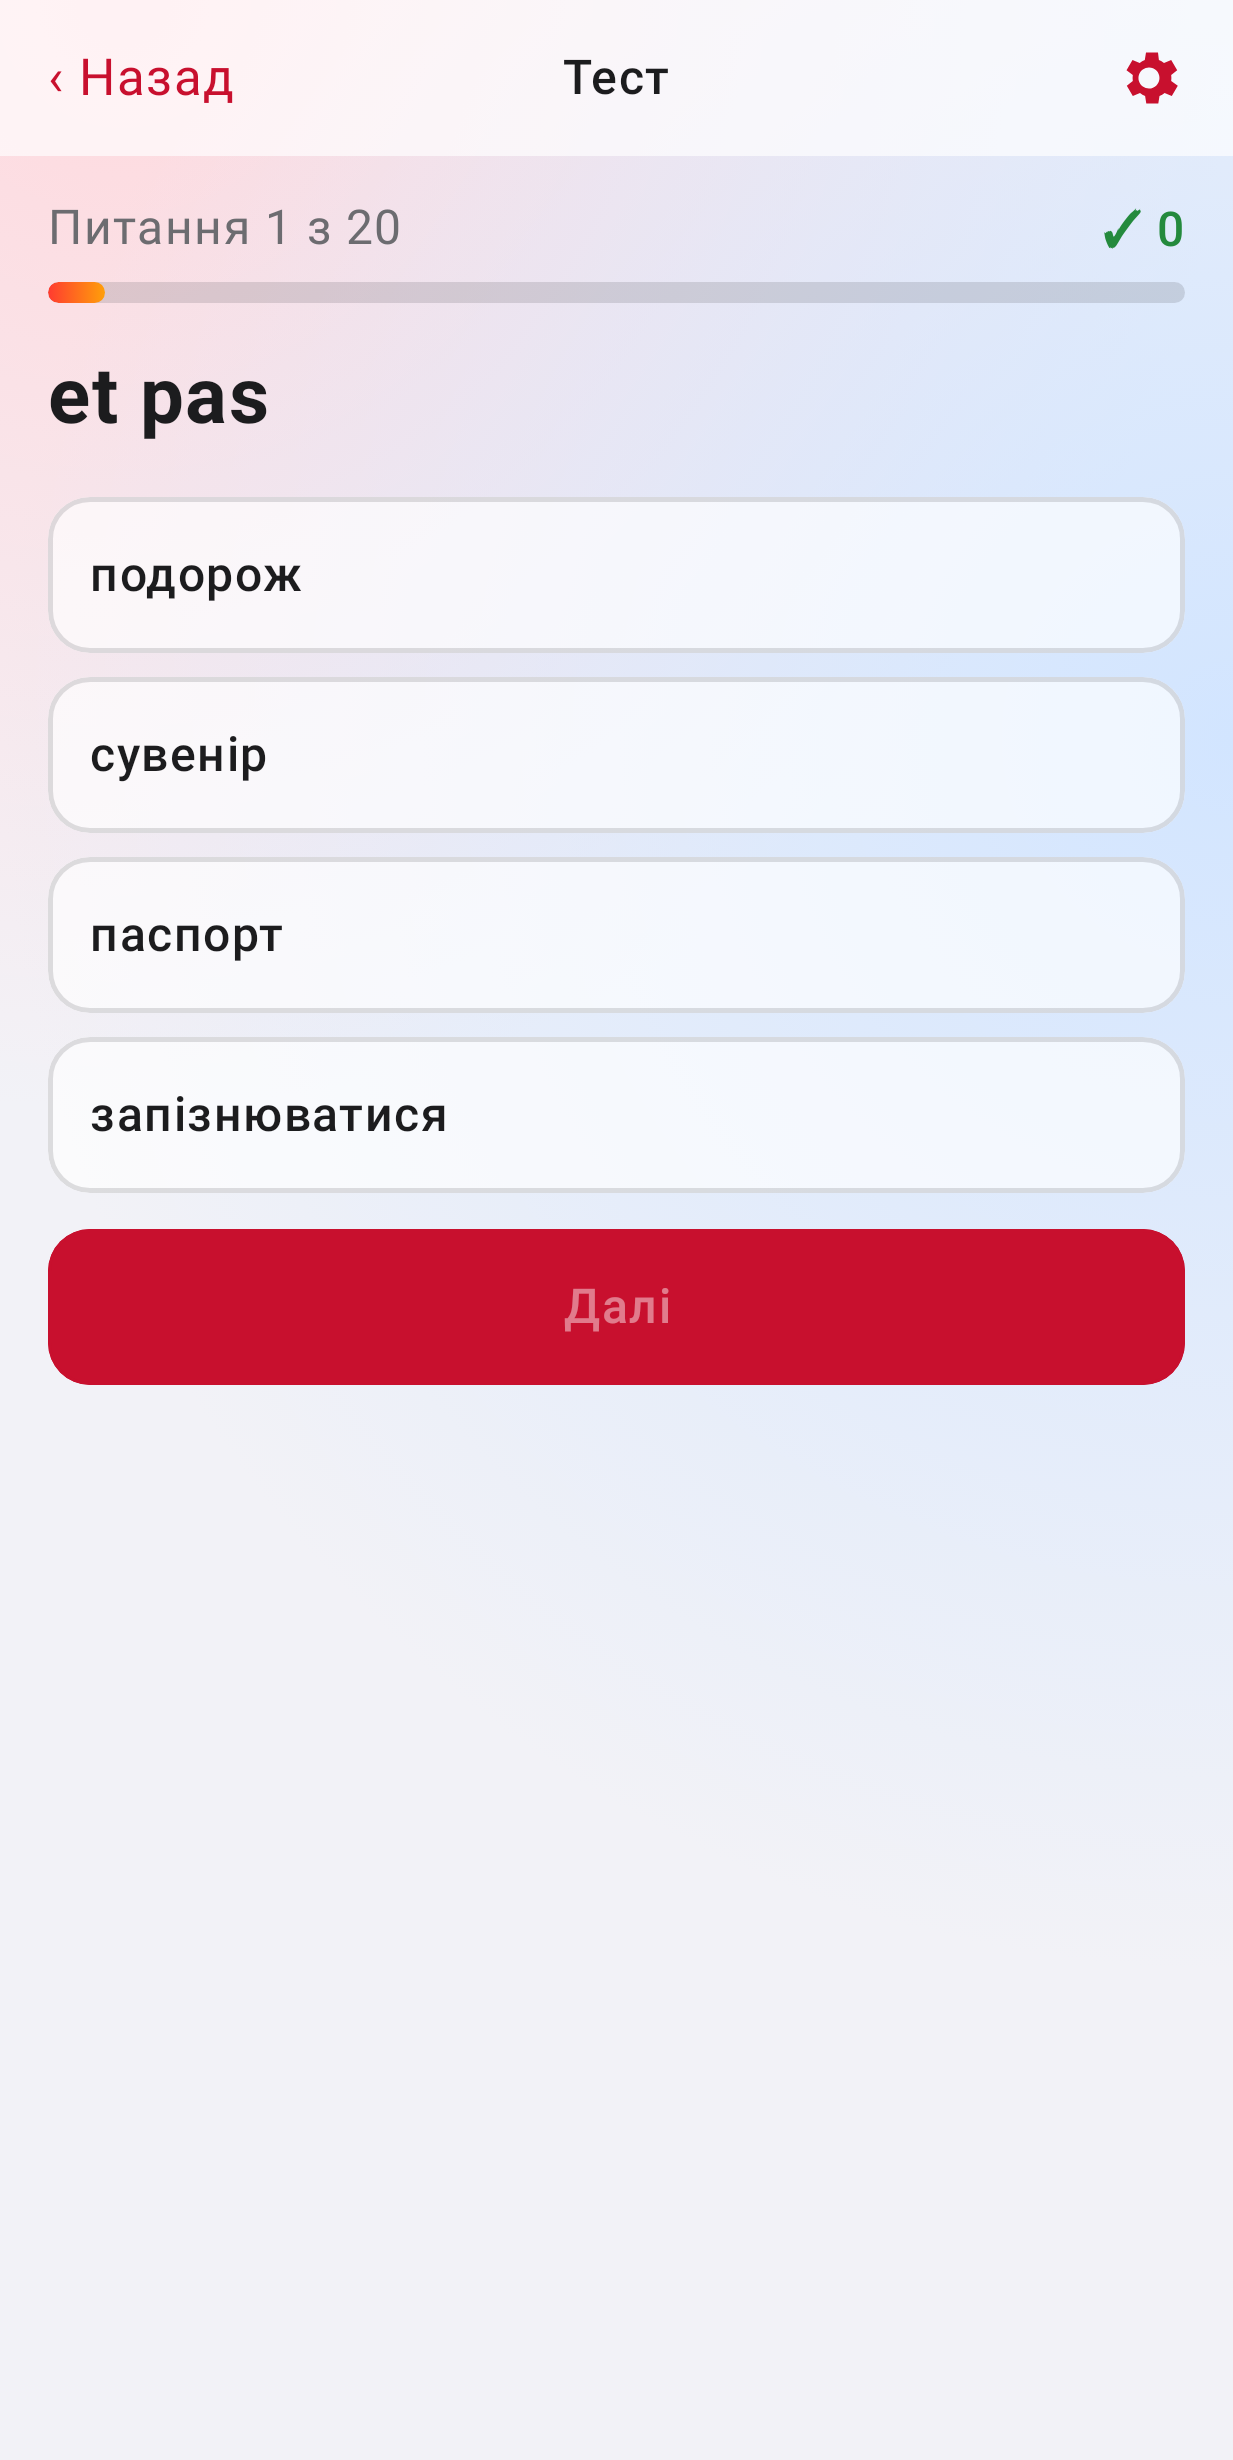 ‹ Назад
Тест
Питання 1 з 20
✓ 0
et pas
подорож
сувенір
паспорт
запізнюватися
Далі